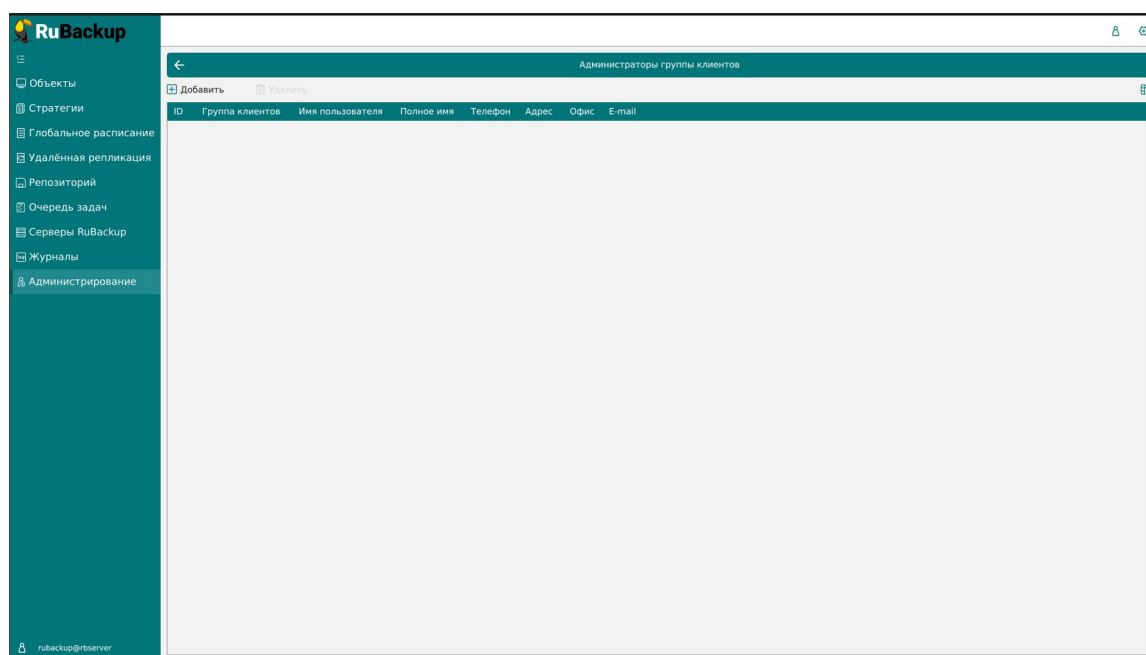 RuBackup
Объекты
Стратегии
Глобальное расписание
Удалённая репликация
Репозиторий
Очередь задач
Серверы RuBackup
Журналы
Администрирование
rubackup@rbserver
Администраторы группы клиентов
Добавить Удалить
ID Группа клиентов Имя пользователя Полное имя Телефон Адрес Офис E-mail